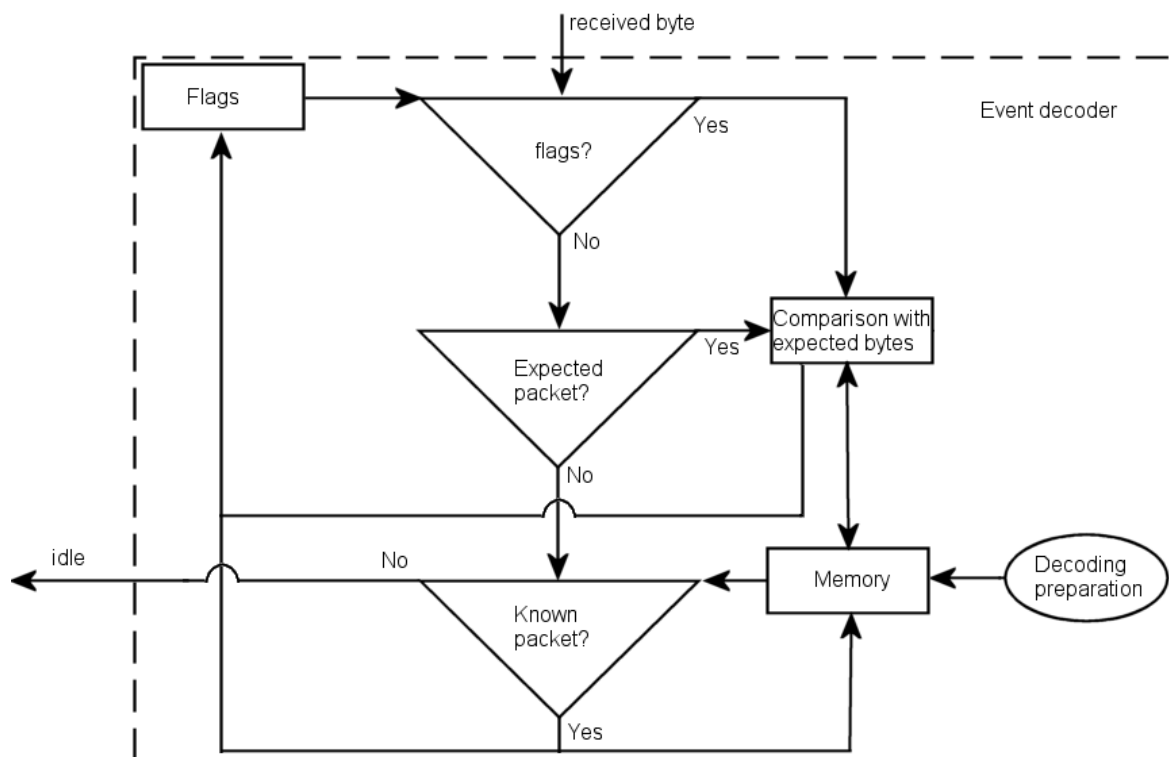 received byte
Flags
Event decoder
Yes
flags?
No
Comparison with
expected bytes
Yes
Expected
packet?
No
idle
No
Decoding
preparation
Memory
Known
packet?
Yes